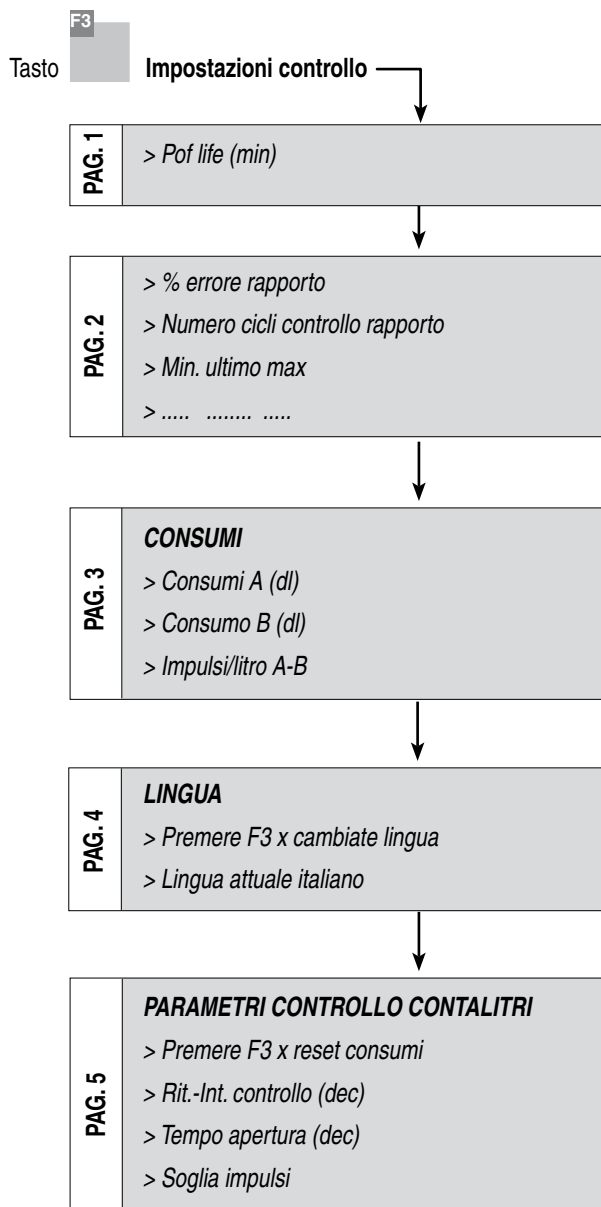 F3
Tasto Impostazioni controllo
PAG. 1
> Pof life (min)
PAG. 2
> % errore rapporto
> Numero cicli controllo rapporto
> Min. ultimo max
> ..... ........ .....
PAG. 3
CONSUMI
> Consumi A (dl)
> Consumo B (dl)
> Impulsi/litro A-B
PAG. 4
LINGUA
> Premere F3 x cambiate lingua
> Lingua attuale italiano
PAG. 5
PARAMETRI CONTROLLO CONTALITRI
> Premere F3 x reset consumi
> Rit.-Int. controllo (dec)
> Tempo apertura (dec)
> Soglia impulsi